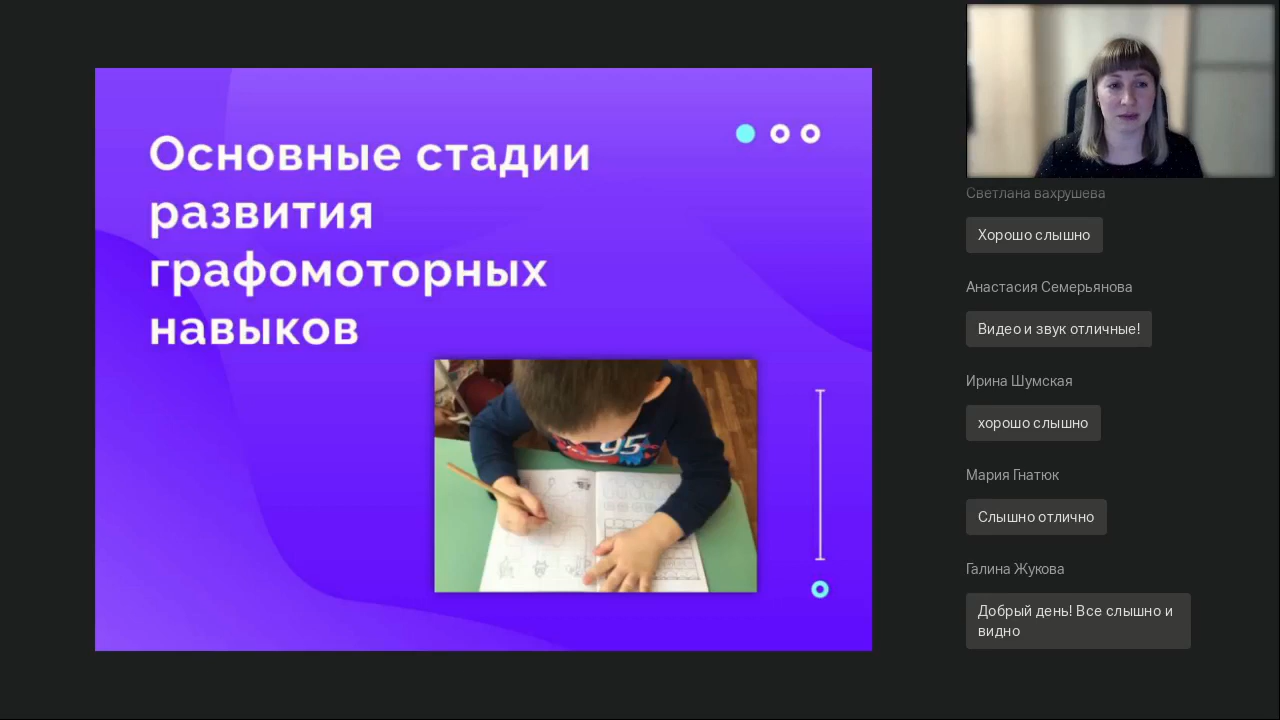 Основные стадии
развития
графомоторных
навыков
95
Светлана вахрушева
Хорошо слышно
Анастасия Семерьянова
Видео и звук отличные!
Ирина Шумская
хорошо слышно
Мария Гнатюк
Слышно отлично
Галина Жукова
Добрый день! Все слышно и
видно